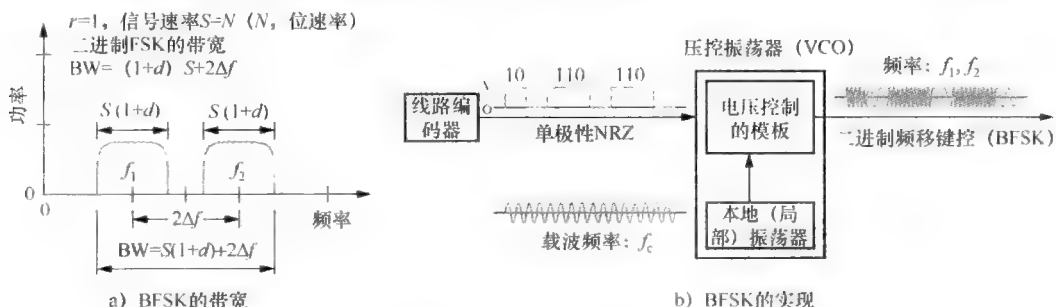 r=1，信号速率S=N（N，位速率）
二进制FSK的带宽
BW=（1+d）S+2Δf
功率
S（1+d）
S（1+d）
f₁
f₂
0
0
2Δf
频率
BW=S(1+d)+2Δf
a）BFSK的带宽
压控振荡器（VCO）
10
110
110
频率：f₁,f₂
线路编
码器
单极性NRZ
电压控制
的模板
二进制频移键控（BFSK）
载波频率：f_c
本地（局
部）振荡器
b）BFSK的实现